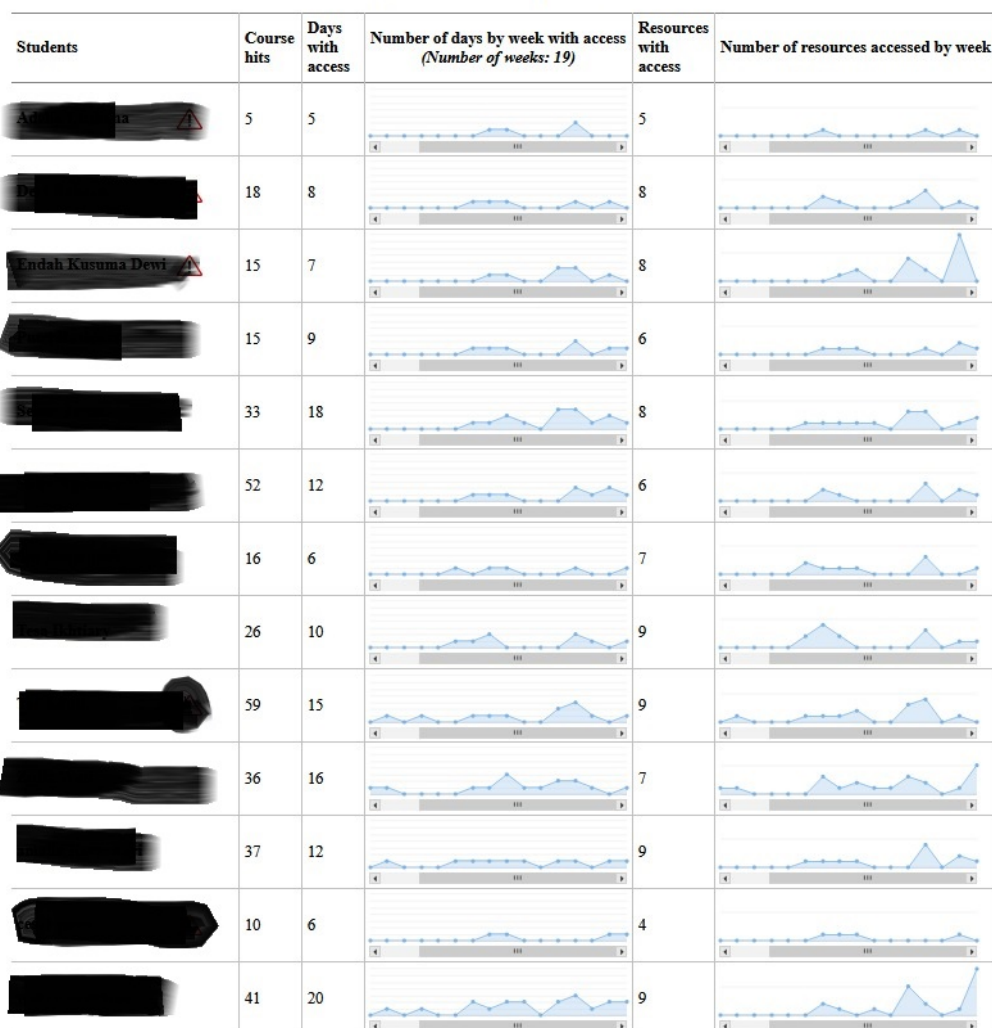 Students
Course hits
Days with access
Number of days by week with access
(Number of weeks: 19)
Resources with access
Number of resources accessed by week
5 5 5
18 8 8
Endah Kusuma Dewi 15 7 8
15 9 6
33 18 8
52 12 6
16 6 7
26 10 9
59 15 9
36 16 7
37 12 9
10 6 4
41 20 9